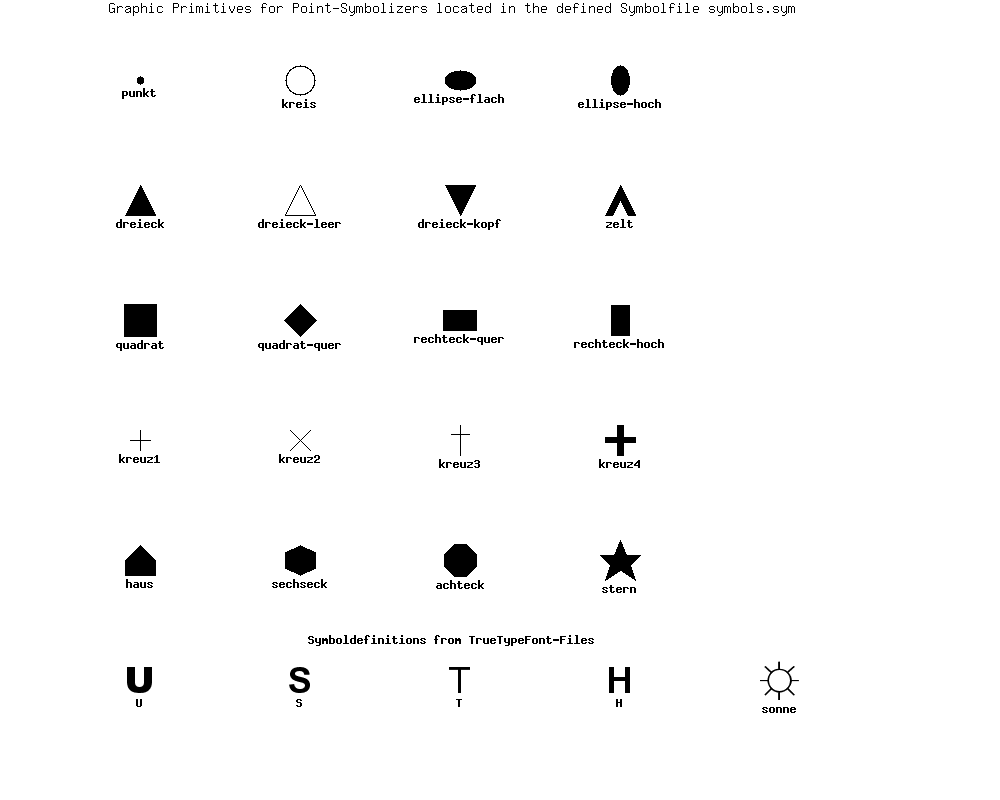 Graphic Primitives for Point-Symbolizers located in the defined Symbolfile symbols.sym
punkt kreis ellipse-flach ellipse-hoch
dreieck dreieck-leer dreieck-kopf zelt
quadrat quadrat-quer rechteck-quer rechteck-hoch
kreuz1 kreuz2 kreuz3 kreuz4
haus sechseck achteck stern
Symboldefinitions from TrueTypeFont-Files
U S T H
U S T H sonne